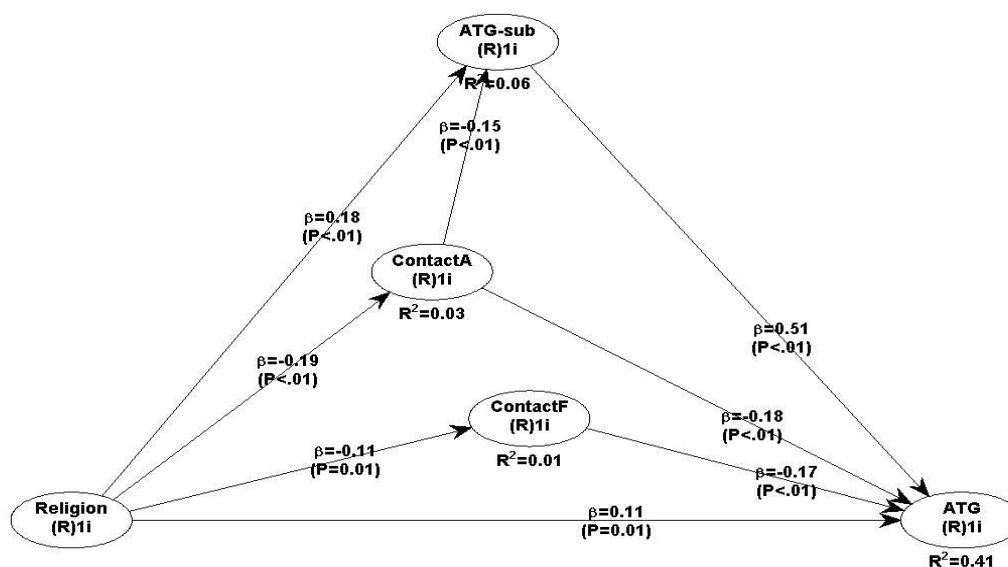 ATG-sub
(R)1i
R²=0.06
β=-0.15
(P<.01)
β=0.18
(P<.01)
ContactA
(R)1i
R²=0.03
β=0.51
(P<.01)
β=-0.19
(P<.01)
ContactF
(R)1i
R²=0.01
β=-0.18
(P<.01)
β=-0.11
(P=0.01)
β=-0.17
(P<.01)
Religion
(R)1i
β=0.11
(P=0.01)
ATG
(R)1i
R²=0.41